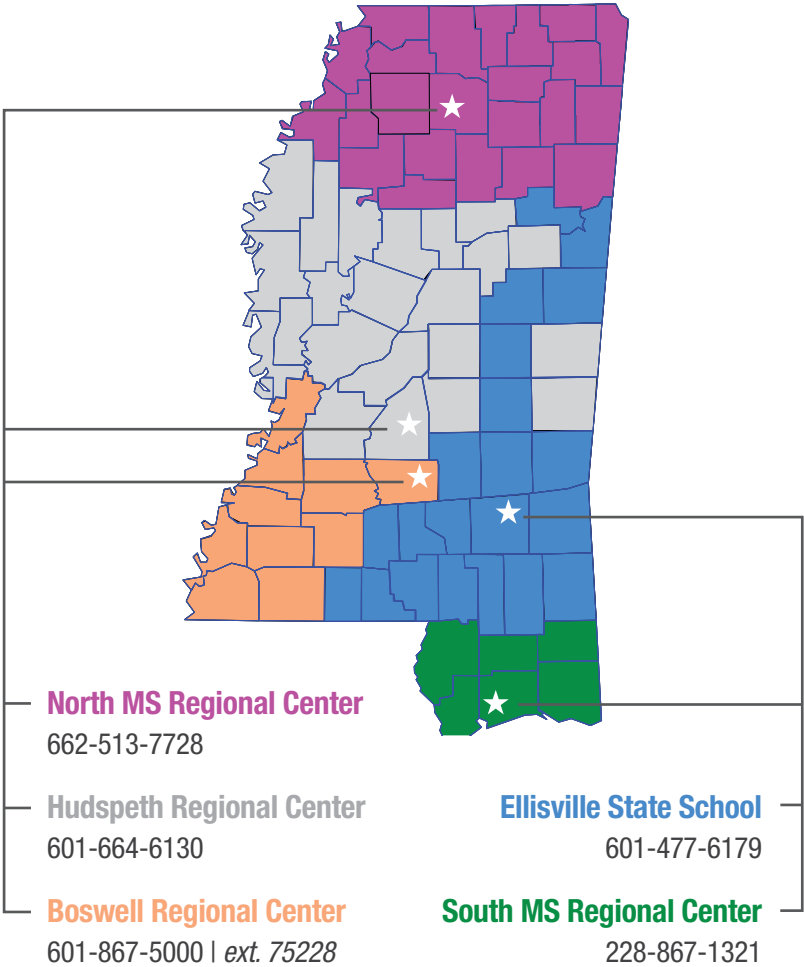 North MS Regional Center
662-513-7728
Hudspeth Regional Center
601-664-6130
Boswell Regional Center
601-867-5000 | ext. 75228
Ellisville State School
601-477-6179
South MS Regional Center
228-867-1321